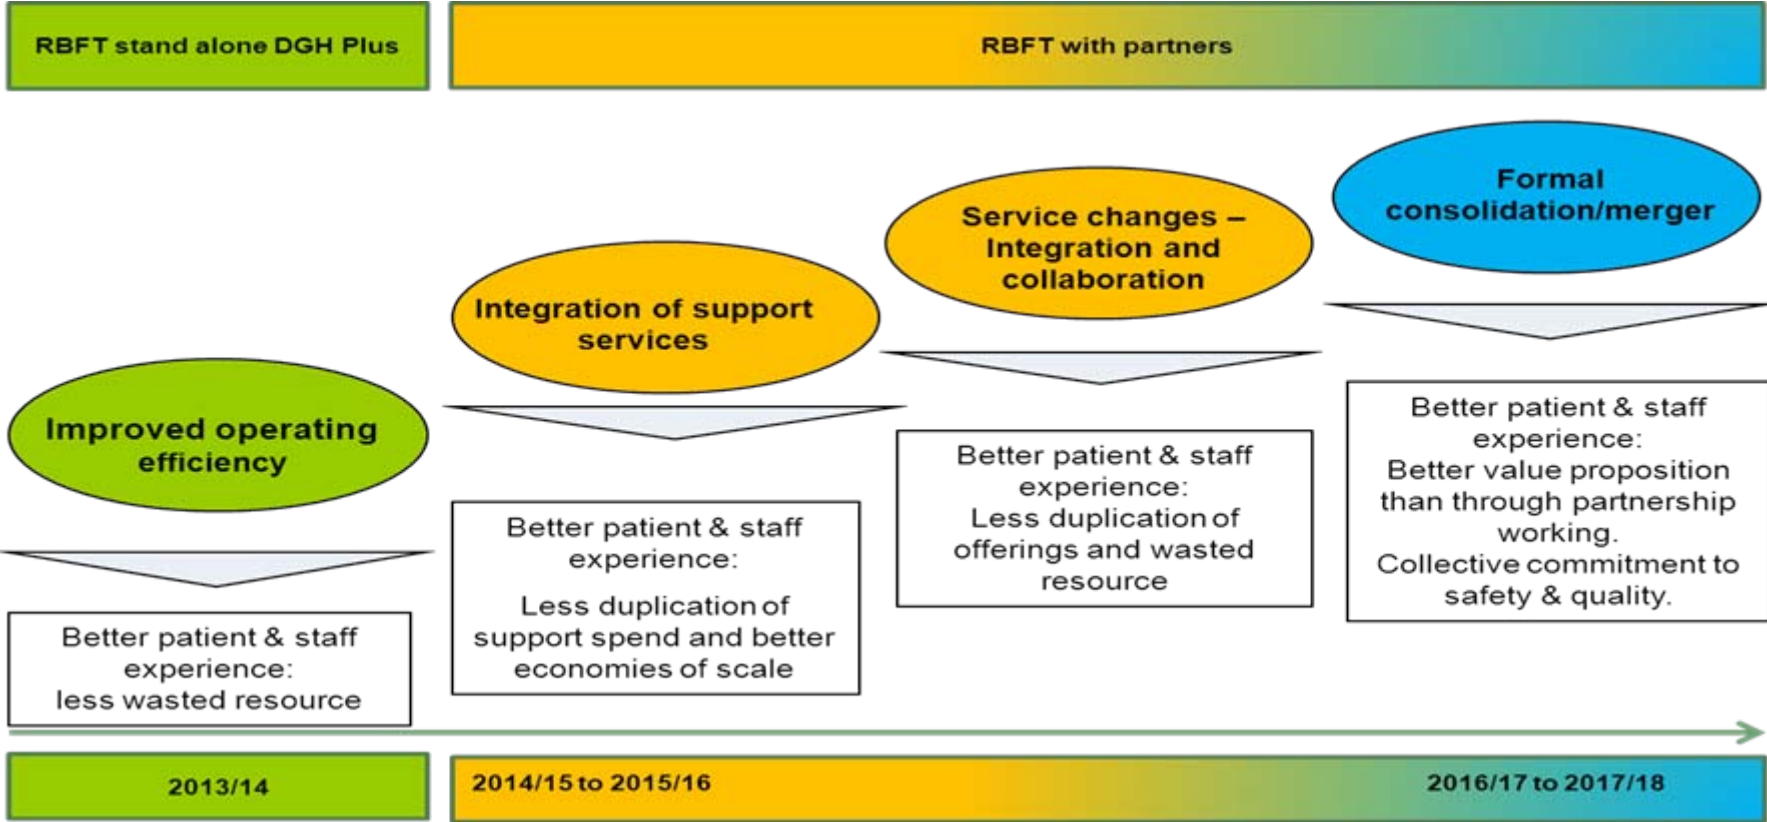 RBFT stand alone DGH Plus
RBFT with partners
Improved operating
efficiency
Better patient & staff
experience:
less wasted resource
Integration of support
services
Better patient & staff
experience:
Less duplication of
support spend and better
economies of scale
Service changes –
Integration and
collaboration
Better patient & staff
experience:
Less duplication of
offerings and wasted
resource
Formal
consolidation/merger
Better patient & staff
experience:
Better value proposition
than through partnership
working.
Collective commitment to
safety & quality.
2013/14
2014/15 to 2015/16
2016/17 to 2017/18